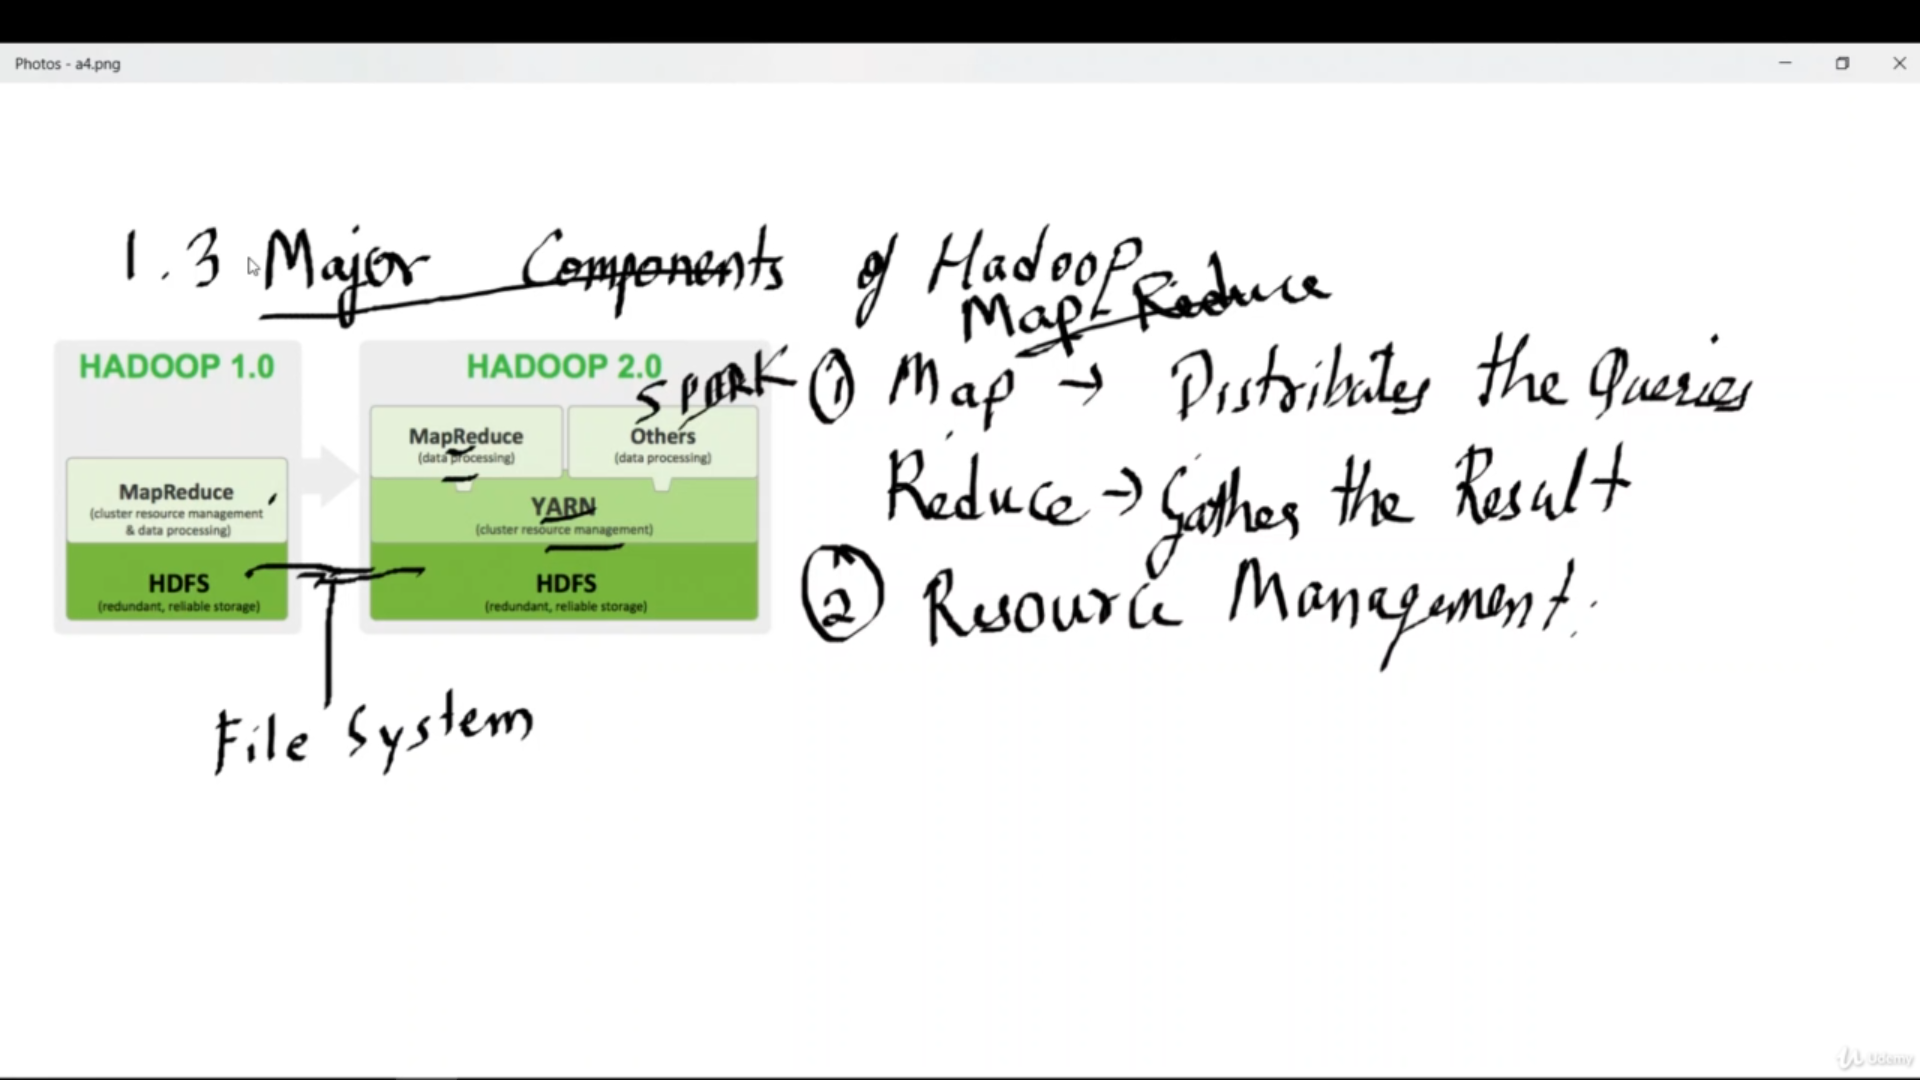 Photos - a4.png
1.3 Major Components of Hadoop
Map-Reduce
HADOOP 1.0
MapReduce
(cluster resource management
& data processing)
HDFS
(redundant, reliable storage)
HADOOP 2.0
SPARK
MapReduce
(data processing)
Others
(data processing)
YARN
(cluster resource management)
HDFS
(redundant, reliable storage)
File System
1 Map → Distributes the Queries
Reduce → Gathes the Result
2 Resource Management.
Udemy